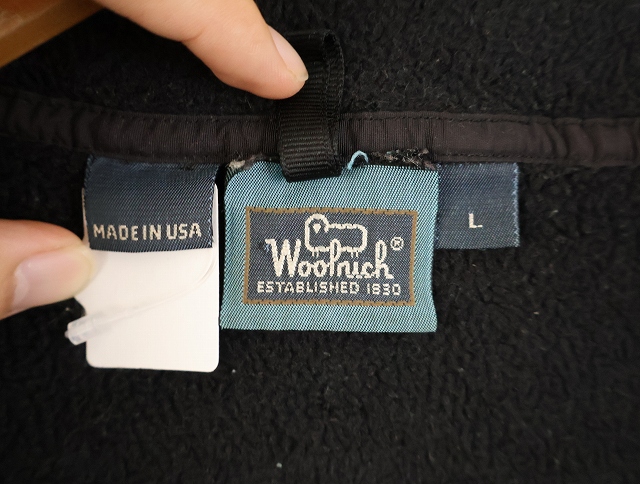 MADE IN USA
Woolrich®
ESTABLISHED 1830
L